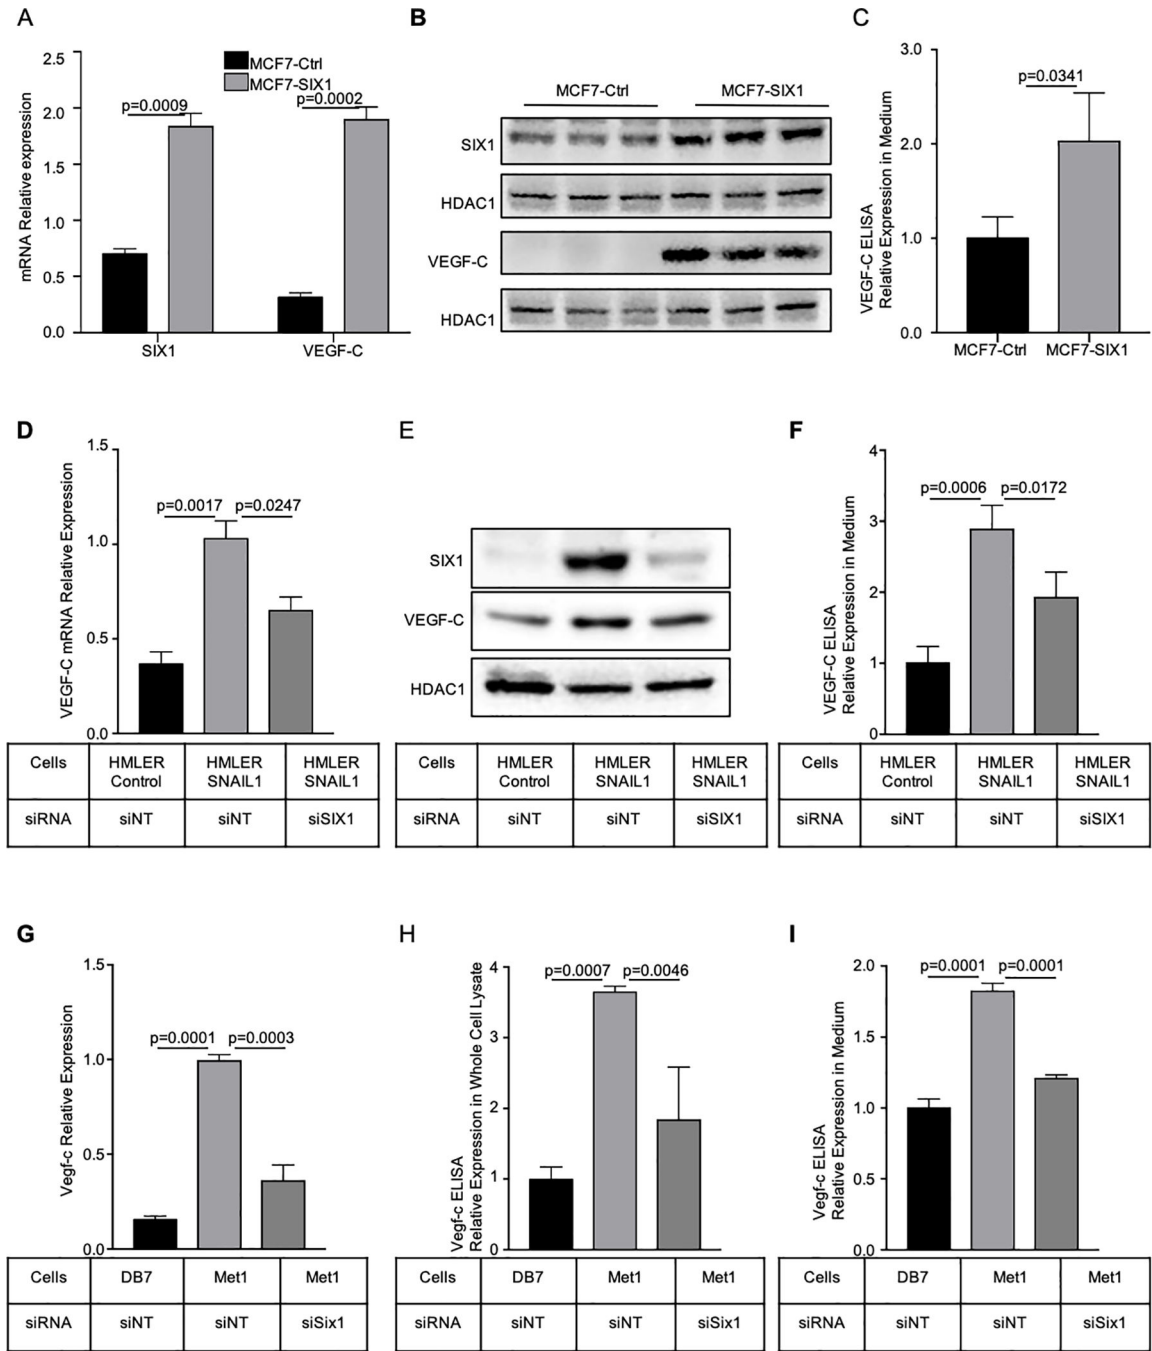 A
mRNA Relative expression
2.5
2.0
1.5
1.0
0.5
0.0
MCF7-Ctrl
MCF7-SIX1
p=0.0009
p=0.0002
SIX1
VEGF-C
B
MCF7-Ctrl
MCF7-SIX1
SIX1
HDAC1
VEGF-C
HDAC1
C
VEGF-C ELISA
Relative Expression in Medium
3.0
2.0
1.0
0.0
p=0.0341
MCF7-Ctrl
MCF7-SIX1
D
VEGF-C mRNA Relative Expression
1.5
1.0
0.5
0.0
p=0.0017
p=0.0247
Cells
HMLER
Control
HMLER
SNAIL1
HMLER
SNAIL1
siRNA
siNT
siNT
siSIX1
E
SIX1
VEGF-C
HDAC1
Cells
HMLER
Control
HMLER
SNAIL1
HMLER
SNAIL1
siRNA
siNT
siNT
siSIX1
F
VEGF-C ELISA
Relative Expression in Medium
4
3
2
1
0
p=0.0006
p=0.0172
Cells
HMLER
Control
HMLER
SNAIL1
HMLER
SNAIL1
siRNA
siNT
siNT
siSIX1
G
Vegf-c Relative Expression
1.5
1.0
0.5
0.0
p=0.0001
p=0.0003
Cells
DB7
Met1
Met1
siRNA
siNT
siNT
siSix1
H
Vegf-c ELISA
Relative Expression in Whole Cell Lysate
4
3
2
1
0
p=0.0007
p=0.0046
Cells
DB7
Met1
Met1
siRNA
siNT
siNT
siSix1
I
Vegf-c ELISA
Relative Expression in Medium
2.0
1.5
1.0
0.5
0.0
p=0.0001
p=0.0001
Cells
DB7
Met1
Met1
siRNA
siNT
siNT
siSix1